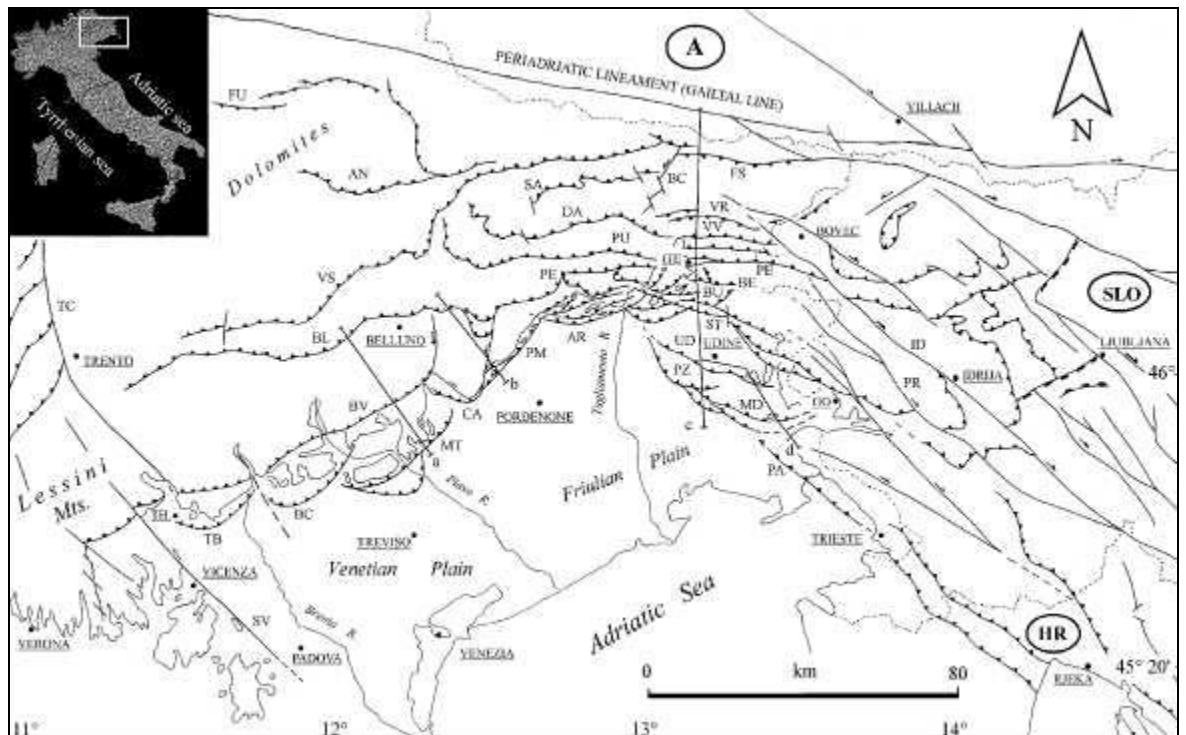 Adriatic sea
Tyrrhenian sea
A
PERIADRIATIC LINEAMENT (GAILTAL LINE)
VILLACH
N
FU
Dolomites
AN
SA
BC
FS
DA
VR
VV
BOVEC
PU
GE
PE
PE
BE
VS
BU
SLO
TC
ST
BL
BELLUNO
UD
UDINE
ID
LJUBLJANA
TRENTO
PM
AR
PZ
IDRIJA
46°
b
PR
BV
CA
PORDENONE
Tagliamento R
MD
GO
MT
c
a
d
Lessini
Mts.
Piave R.
Friulian Plain
PA
TH
BC
TB
TREVISO
TRIESTE
VICENZA
Venetian Plain
Adriatic Sea
SV
Brenta R.
HR
VERONA
PADOVA
VENEZIA
0 km 80
45° 20'
RJEKA
11° 12° 13° 14°